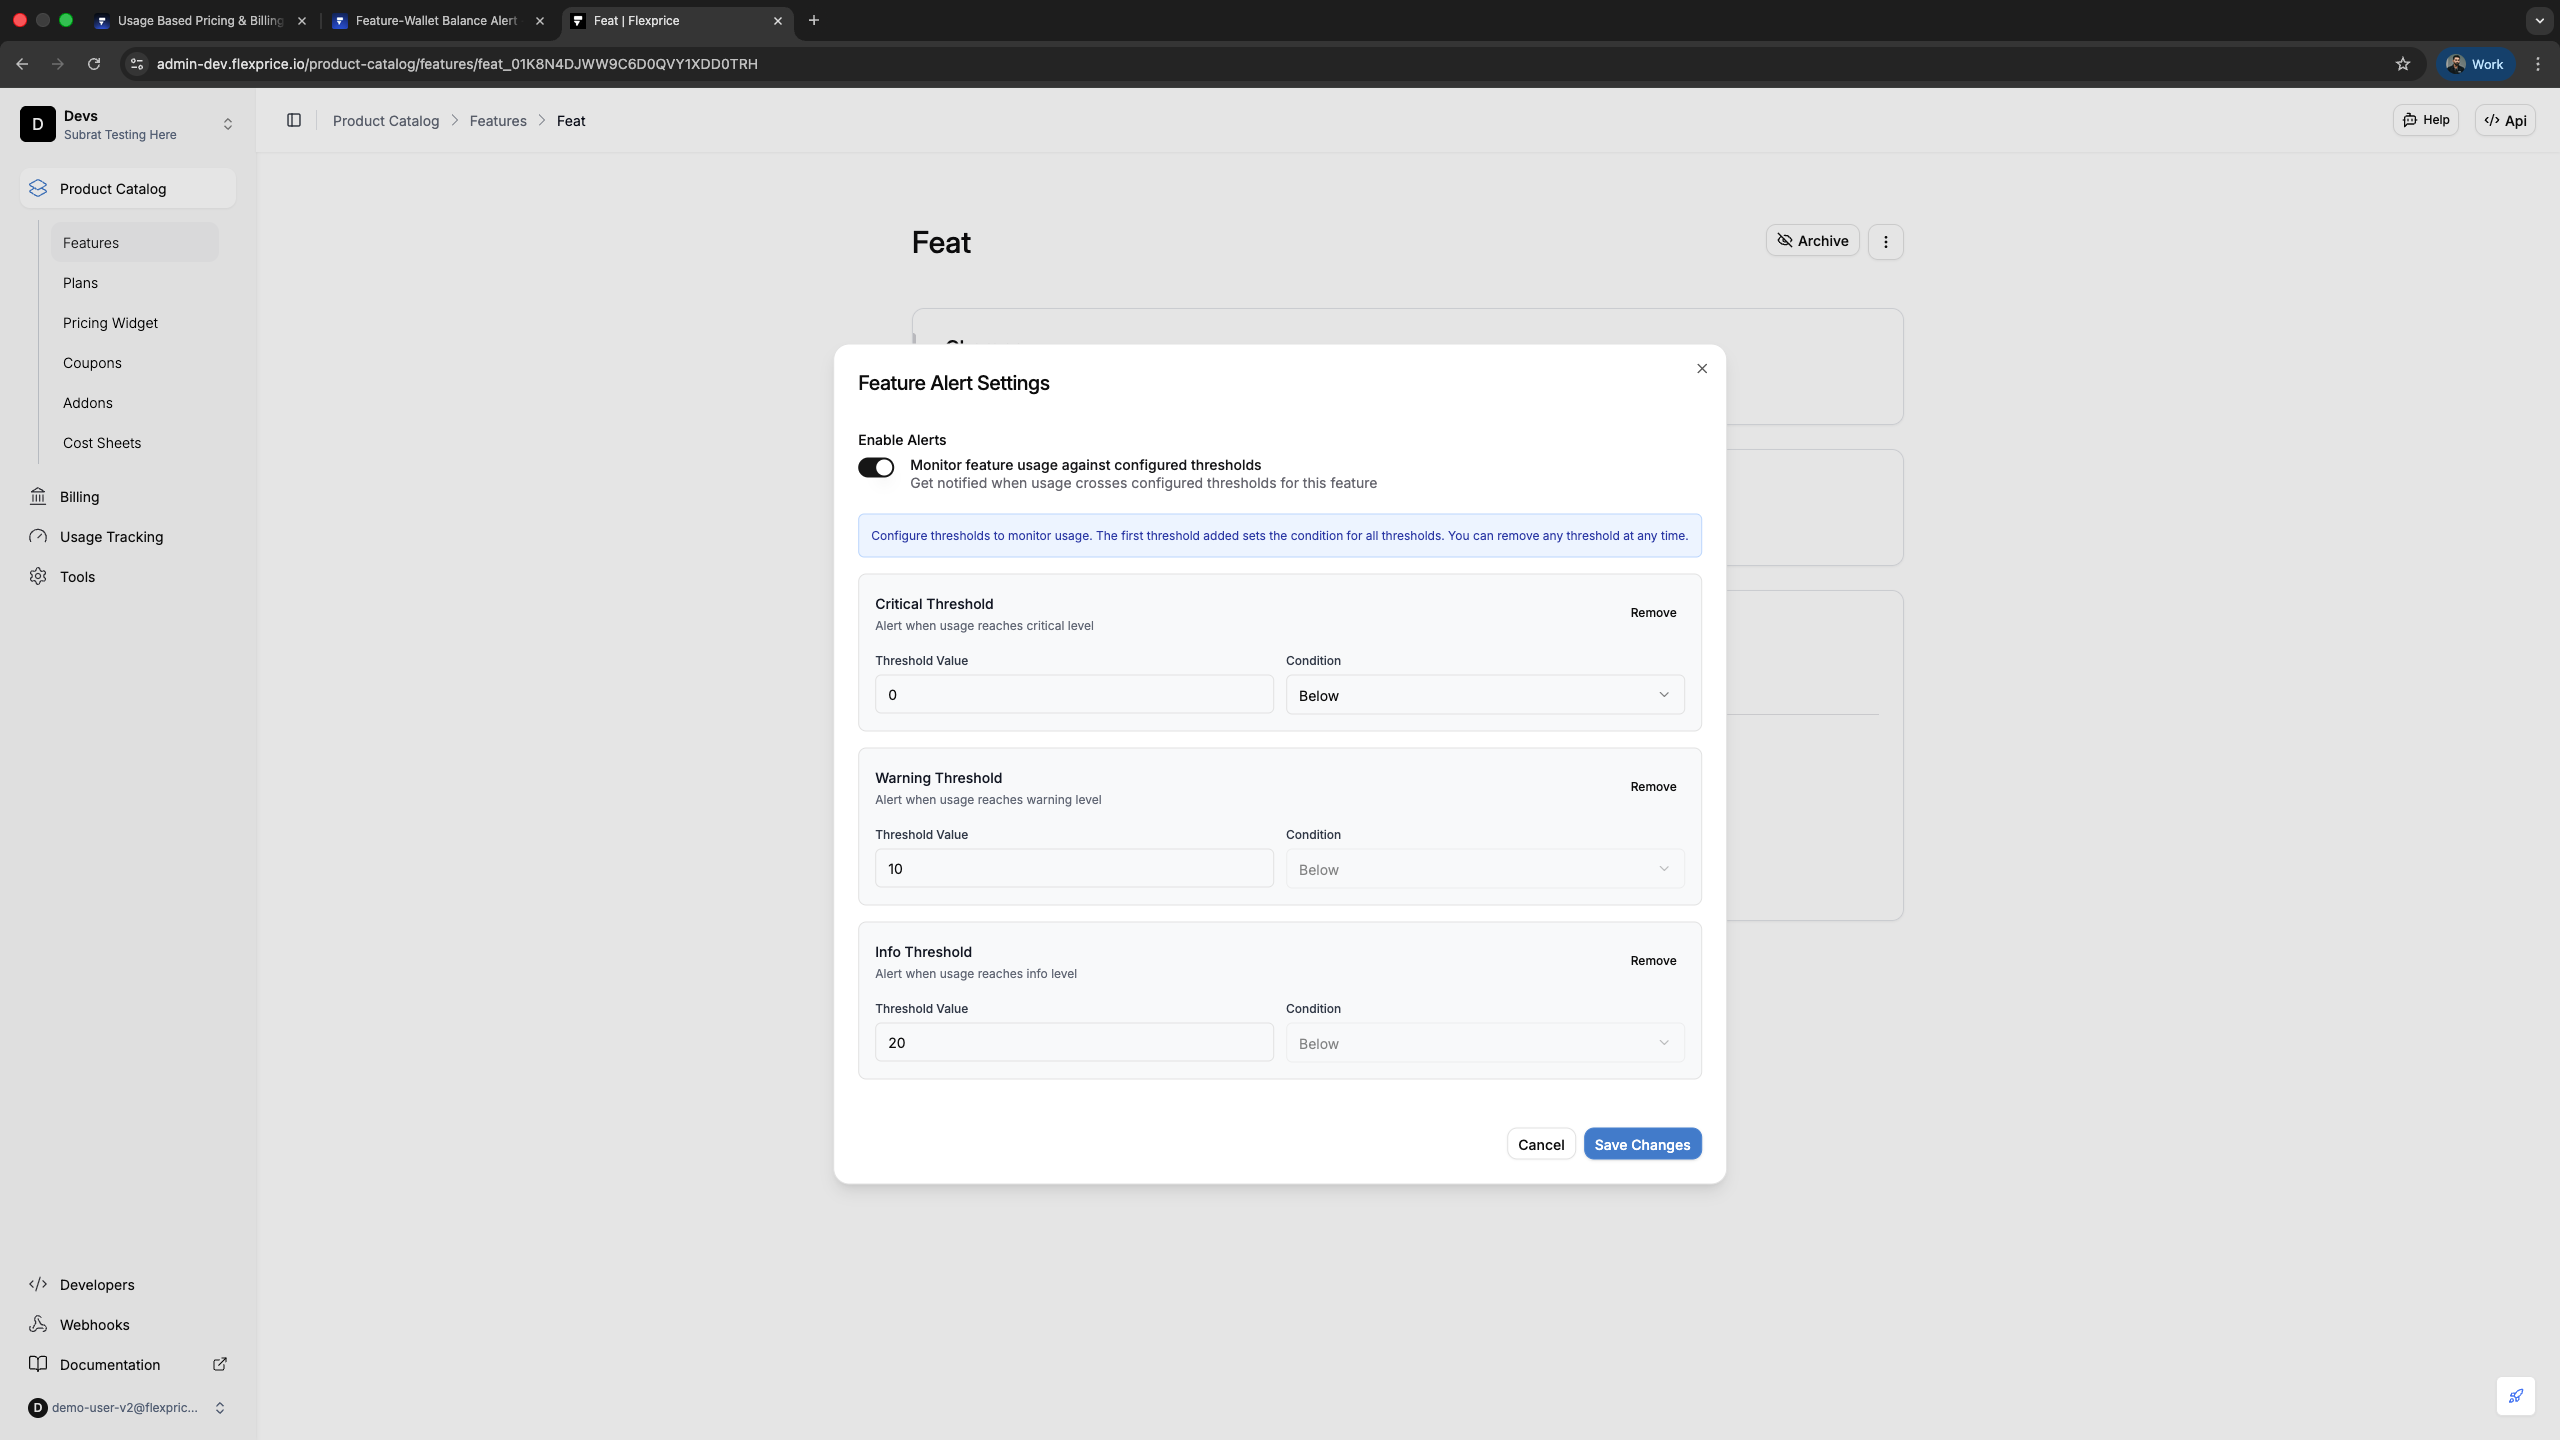 Usage Based Pricing & Billing
Feature-Wallet Balance Alert
Feat | Flexprice
admin-dev.flexprice.io/product-catalog/features/feat_01K8N4DJWW9C6D0QVY1XDD0TRH
Work
D
Devs
Subrat Testing Here
Product Catalog
Features
Plans
Pricing Widget
Coupons
Addons
Cost Sheets
Billing
Usage Tracking
Tools
Developers
Webhooks
Documentation
D
demo-user-v2@flexpric...
Product Catalog
Features
Feat
Help
Api
Feat
Archive
Feature Alert Settings
Enable Alerts
Monitor feature usage against configured thresholds
Get notified when usage crosses configured thresholds for this feature
Configure thresholds to monitor usage. The first threshold added sets the condition for all thresholds. You can remove any threshold at any time.
Critical Threshold
Remove
Alert when usage reaches critical level
Threshold Value
Condition
0
Below
Warning Threshold
Remove
Alert when usage reaches warning level
Threshold Value
Condition
10
Below
Info Threshold
Remove
Alert when usage reaches info level
Threshold Value
Condition
20
Below
Cancel
Save Changes